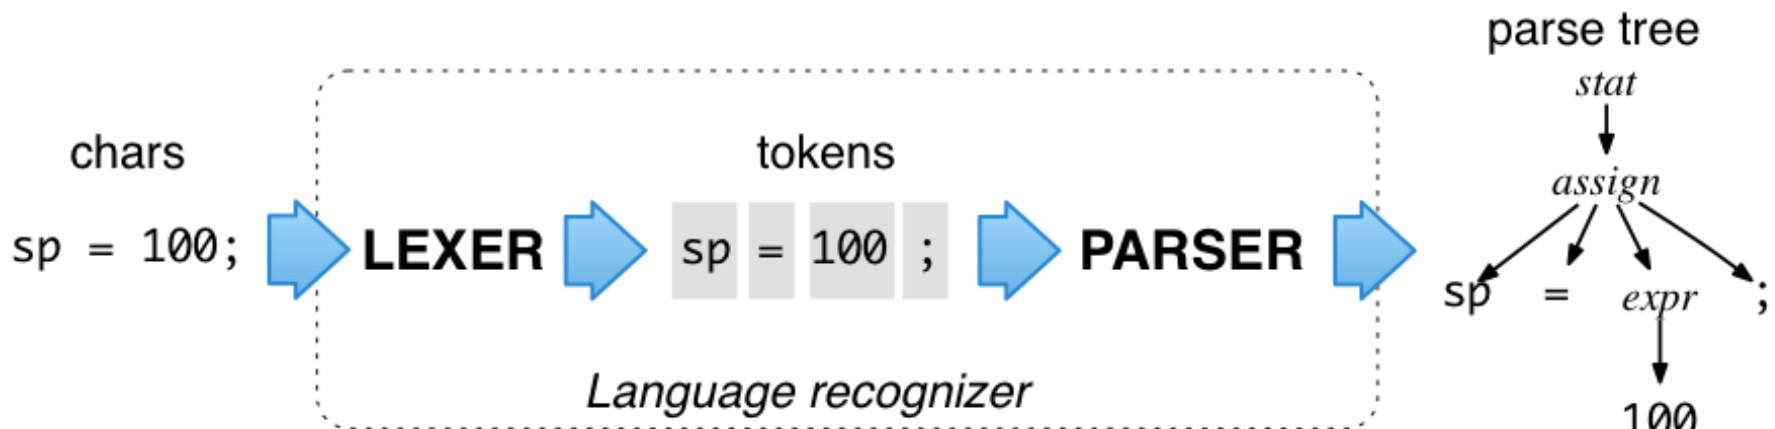 parse tree
stat
chars
tokens
assign
sp = 100;
LEXER
sp = 100 ;
PARSER
sp = expr ;
Language recognizer
100